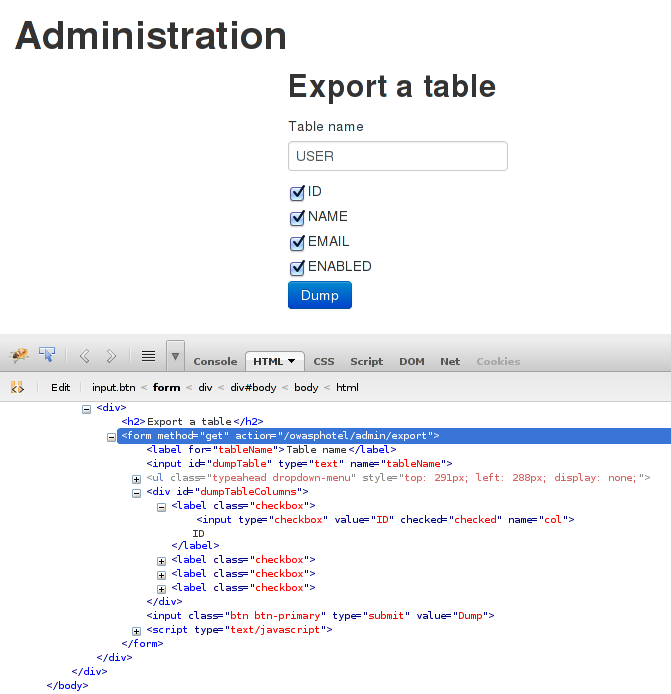 Administration
Export a table
Table name
USER
ID
NAME
EMAIL
ENABLED
Dump
Console HTML CSS Script DOM Net Cookies
Edit input.btn < form < div < div#body < body < html
<div>
<h2>Export a table</h2>
<form method="get" action="/owasphotel/admin/export">
<label for="tableName">Table name</label>
<input id="dumpTable" type="text" name="tableName">
<ul class="typeahead dropdown-menu" style="top: 291px; left: 288px; display: none;">
<div id="dumpTableColumns">
<label class="checkbox">
<input type="checkbox" value="ID" checked="checked" name="col">
ID
</label>
<label class="checkbox">
<label class="checkbox">
<label class="checkbox">
</div>
<input class="btn btn-primary" type="submit" value="Dump">
<script type="text/javascript">
</form>
</div>
</div>
</body>